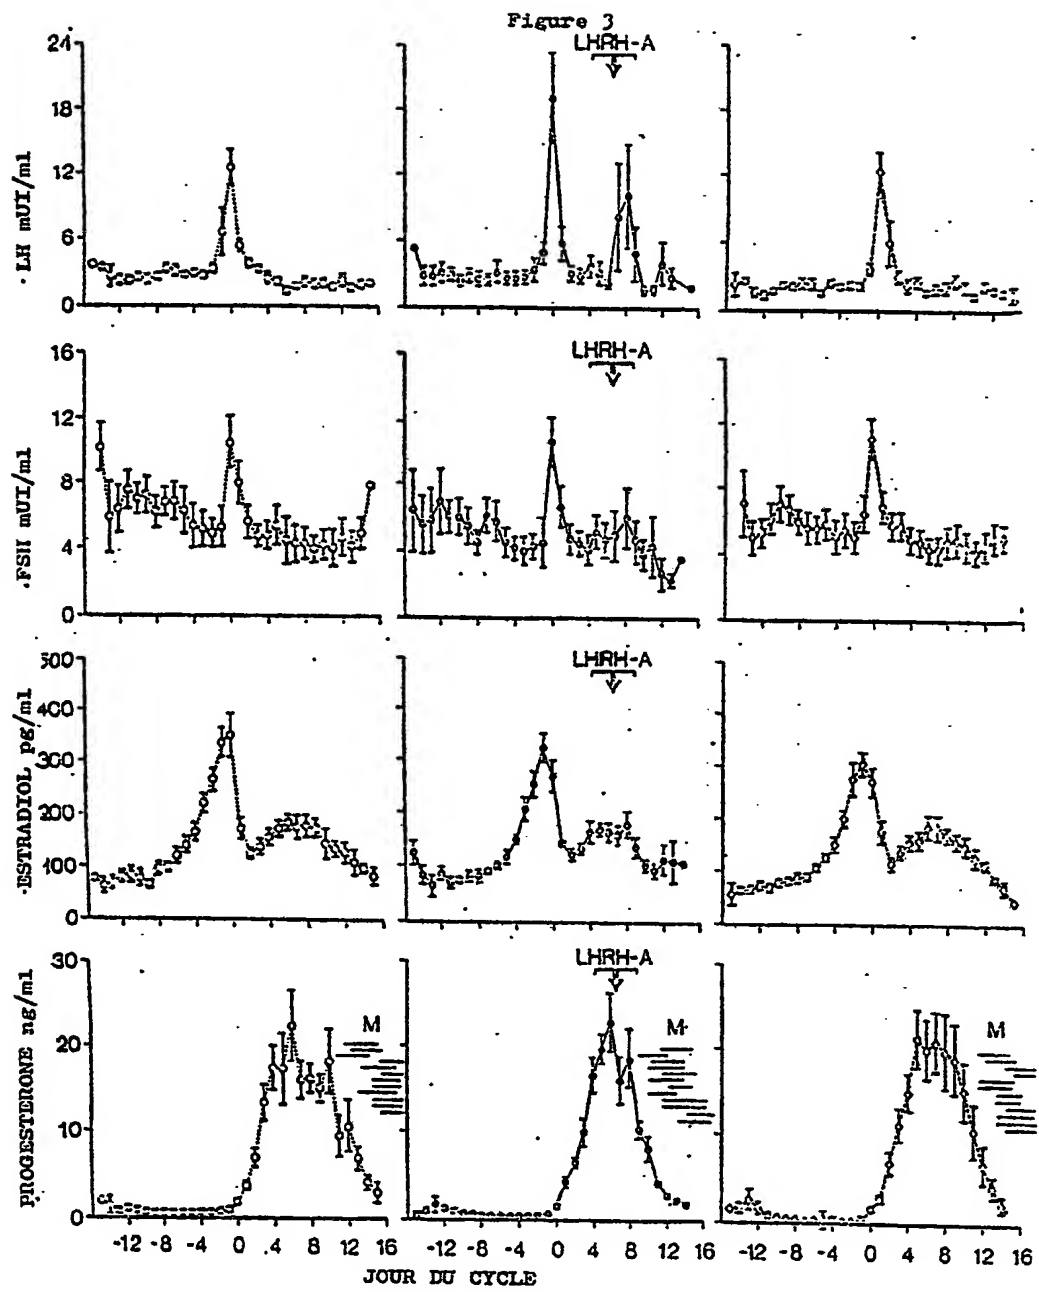 Figure 3
LHRH-A
24
18
12
6
0
.LH mUI/ml
LHRH-A
16
12
8
4
0
.FSH mUI/ml
LHRH-A
500
400
300
200
100
0
.ESTRADIOL pg/ml
LHRH-A
30
20
10
0
PROGESTERONE ng/ml
M
M
M
-12 -8 -4 0 4 8 12 16
-12 -8 -4 0 4 8 12 16
-12 -8 -4 0 4 8 12 16
JOUR DU CYCLE